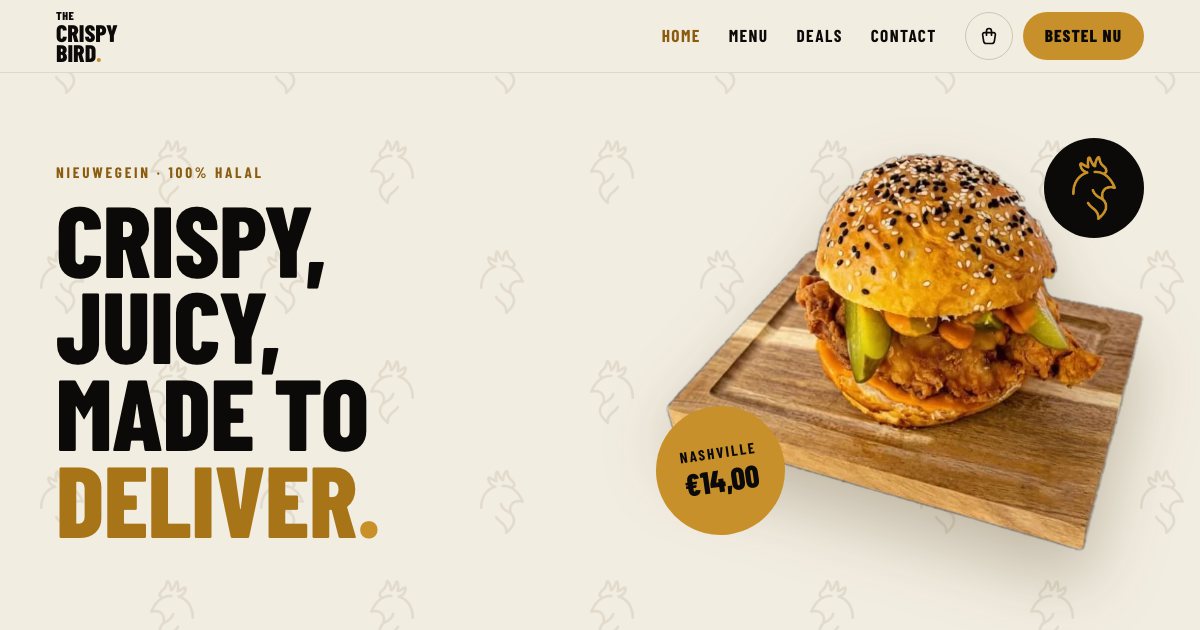 THE
CRISPY
BIRD.
HOME
MENU
DEALS
CONTACT
BESTEL NU
NIEUWEGEIN · 100% HALAL
CRISPY,
JUICY,
MADE TO
DELIVER.
NASHVILLE
€14,00